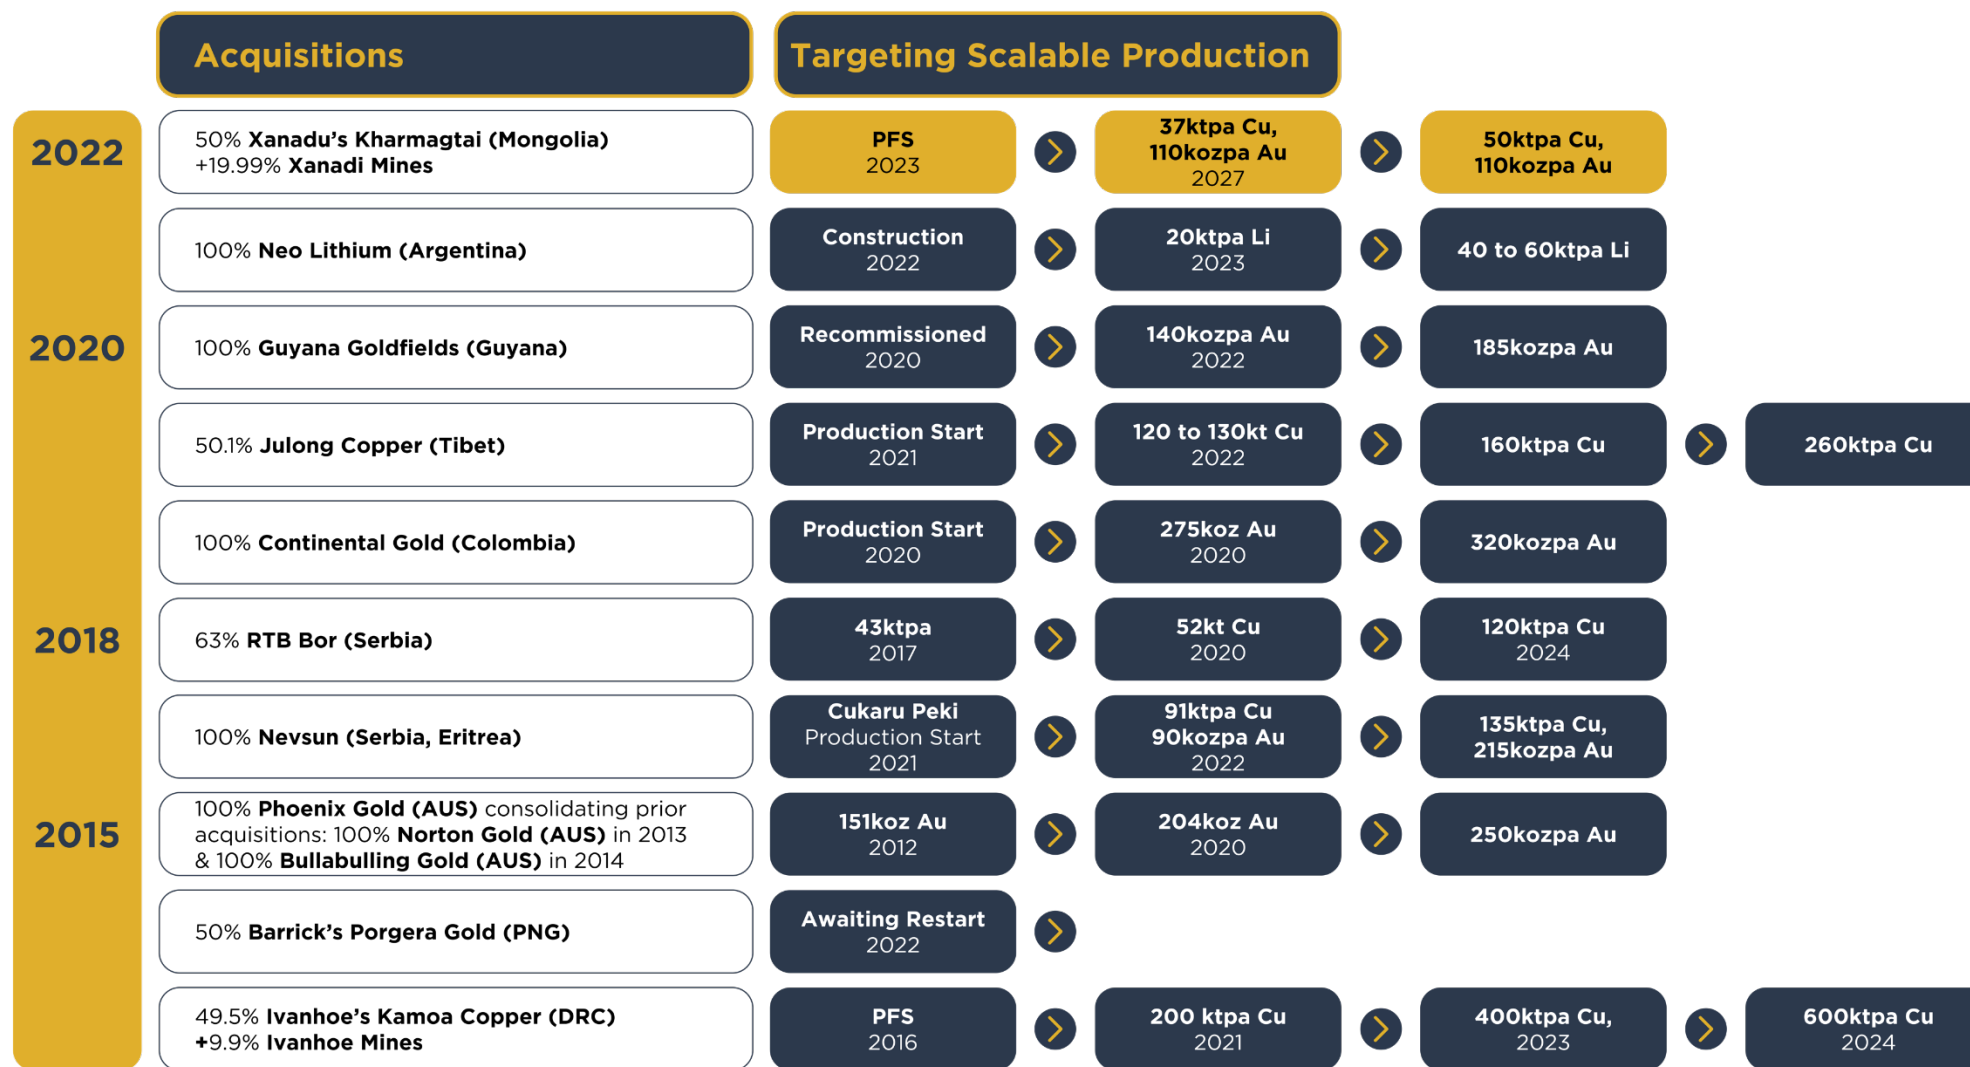 Acquisitions
Targeting Scalable Production
2022
50% Xanadu’s Kharmagtai (Mongolia)
+19.99% Xanadi Mines
PFS
2023
37ktpa Cu,
110kozpa Au
2027
50ktpa Cu,
110kozpa Au
100% Neo Lithium (Argentina)
Construction
2022
20ktpa Li
2023
40 to 60ktpa Li
2020
100% Guyana Goldfields (Guyana)
Recommissioned
2020
140kozpa Au
2022
185kozpa Au
50.1% Julong Copper (Tibet)
Production Start
2021
120 to 130kt Cu
2022
160ktpa Cu
260ktpa Cu
100% Continental Gold (Colombia)
Production Start
2020
275koz Au
2020
320kozpa Au
2018
63% RTB Bor (Serbia)
43ktpa
2017
52kt Cu
2020
120ktpa Cu
2024
100% Nevsun (Serbia, Eritrea)
Cukaru Peki
Production Start
2021
91ktpa Cu
90kozpa Au
2022
135ktpa Cu,
215kozpa Au
2015
100% Phoenix Gold (AUS) consolidating prior
acquisitions: 100% Norton Gold (AUS) in 2013
& 100% Bullabulling Gold (AUS) in 2014
151koz Au
2012
204koz Au
2020
250kozpa Au
50% Barrick’s Porgera Gold (PNG)
Awaiting Restart
2022
49.5% Ivanhoe’s Kamoa Copper (DRC)
+9.9% Ivanhoe Mines
PFS
2016
200 ktpa Cu
2021
400ktpa Cu,
2023
600ktpa Cu
2024